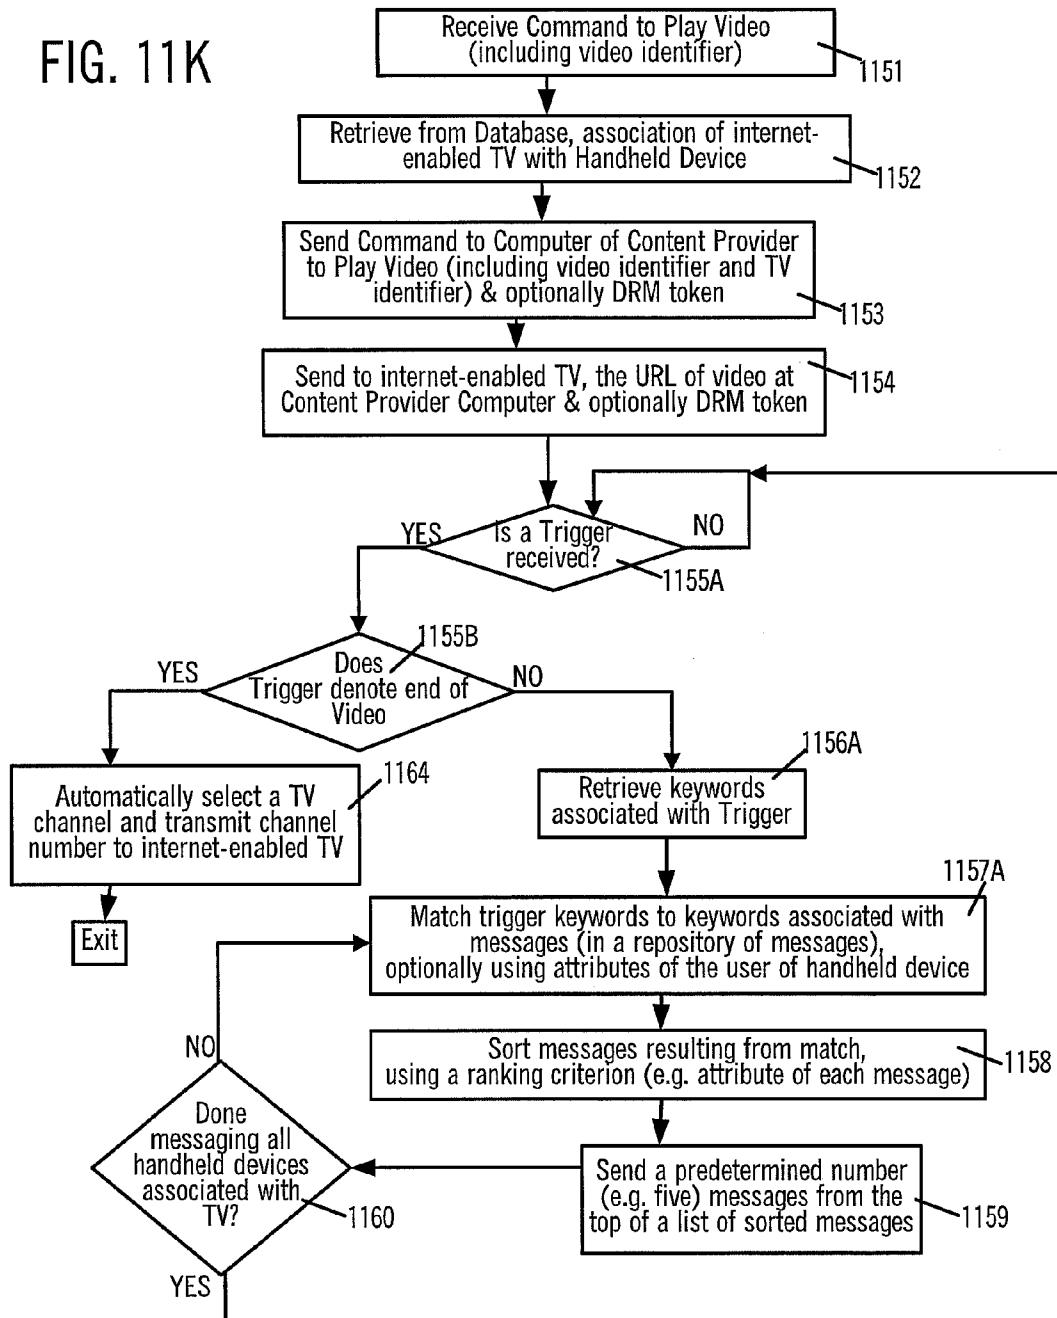 FIG. 11K
Receive Command to Play Video
(including video identifier)
1151
Retrieve from Database, association of internet-
enabled TV with Handheld Device
1152
Send Command to Computer of Content Provider
to Play Video (including video identifier and TV
identifier) & optionally DRM token
1153
Send to internet-enabled TV, the URL of video at
Content Provider Computer & optionally DRM token
1154
YES
Is a Trigger
received?
NO
1155A
1155B
YES
Does
Trigger denote end of
Video
NO
1156A
1164
Automatically select a TV
channel and transmit channel
number to internet-enabled TV
Retrieve keywords
associated with Trigger
Exit
1157A
Match trigger keywords to keywords associated with
messages (in a repository of messages),
optionally using attributes of the user of handheld device
NO
Sort messages resulting from match,
using a ranking criterion (e.g. attribute of each message)
1158
Done
messaging all
handheld devices
associated with
TV?
1160
Send a predetermined number
(e.g. five) messages from the
top of a list of sorted messages
1159
YES